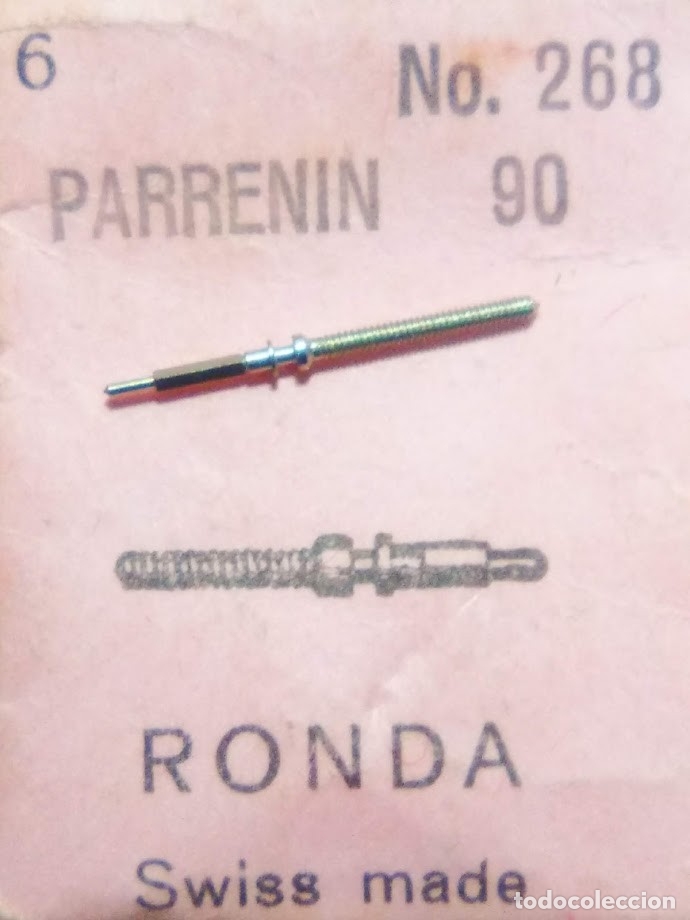 6 No. 268
PARRENIN 90
RONDA
Swiss made
todocoleccion